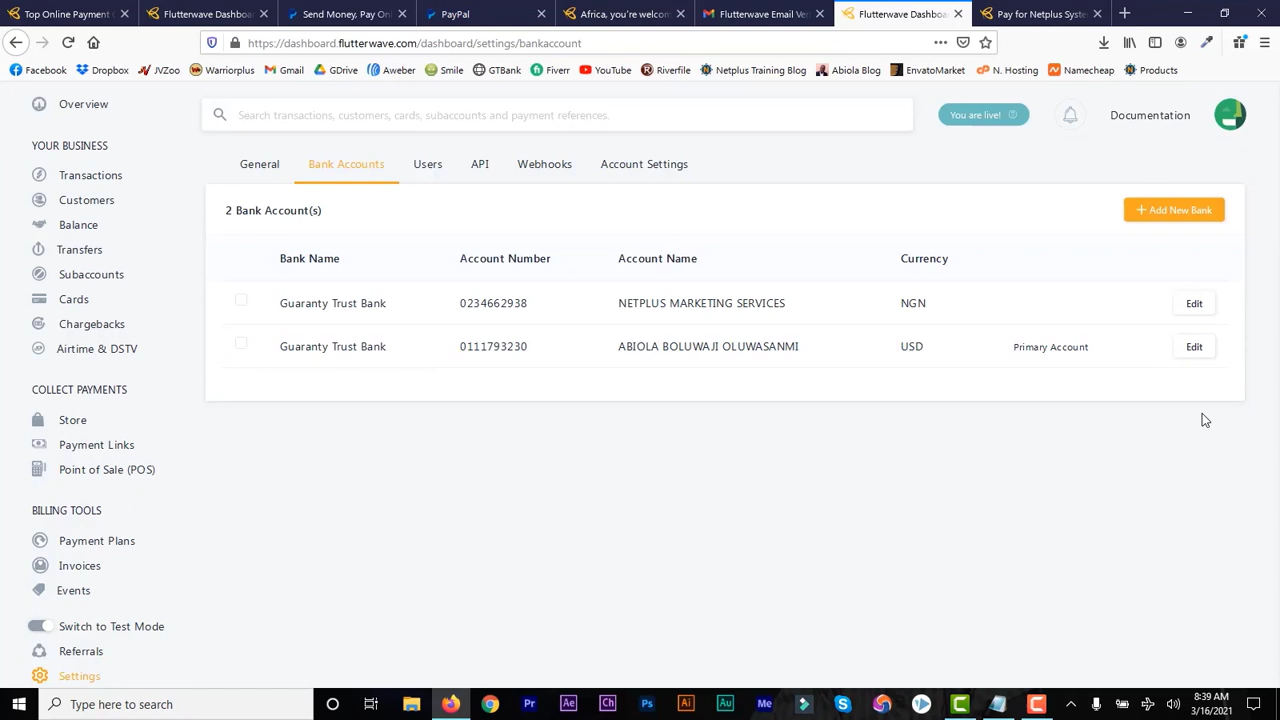 Top Online Payment G
Flutterwave Dashbo
Send Money, Pay Onl
PayPal
Africa, you're welcom
Flutterwave Email Ver
Flutterwave Dashboa
Pay for Netplus Syste
https://dashboard.flutterwave.com/dashboard/settings/bankaccount
Facebook
Dropbox
JVZoo
Warriorplus
Gmail
GDrive
Aweber
Smile
GTBank
Fiverr
YouTube
Riverfile
Netplus Training Blog
Abiola Blog
EnvatoMarket
N. Hosting
Namecheap
Products
Overview
YOUR BUSINESS
Transactions
Customers
Balance
Transfers
Subaccounts
Cards
Chargebacks
Airtime & DSTV
COLLECT PAYMENTS
Store
Payment Links
Point of Sale (POS)
BILLING TOOLS
Payment Plans
Invoices
Events
Switch to Test Mode
Referrals
Settings
Search transactions, customers, cards, subaccounts and payment references.
You are live!
Documentation
General
Bank Accounts
Users
API
Webhooks
Account Settings
2 Bank Account(s)
+ Add New Bank
Bank Name Account Number Account Name Currency
Guaranty Trust Bank 0234662938 NETPLUS MARKETING SERVICES NGN Edit
Guaranty Trust Bank 0111793230 ABIOLA BOLUWAJI OLUWASANMI USD Primary Account Edit
Type here to search
8:39 AM
3/16/2021